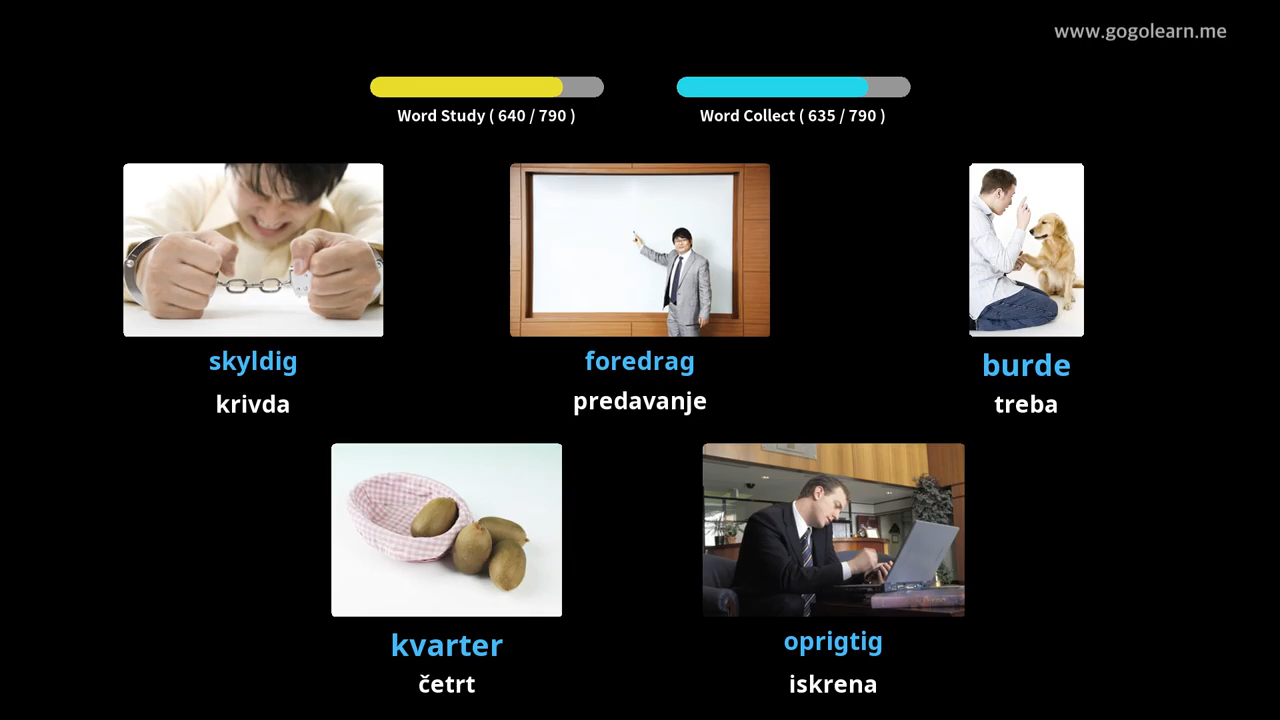 www.gogolearn.me
Word Study ( 640 / 790 )
Word Collect ( 635 / 790 )
skyldig
krivda
foredrag
predavanje
burde
treba
kvarter
četrt
oprigtig
iskrena